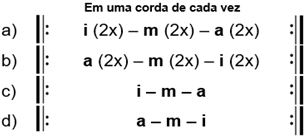 Em uma corda de cada vez
a) i (2x) – m (2x) – a (2x)
b) a (2x) – m (2x) – i (2x)
c) i – m – a
d) a – m – i